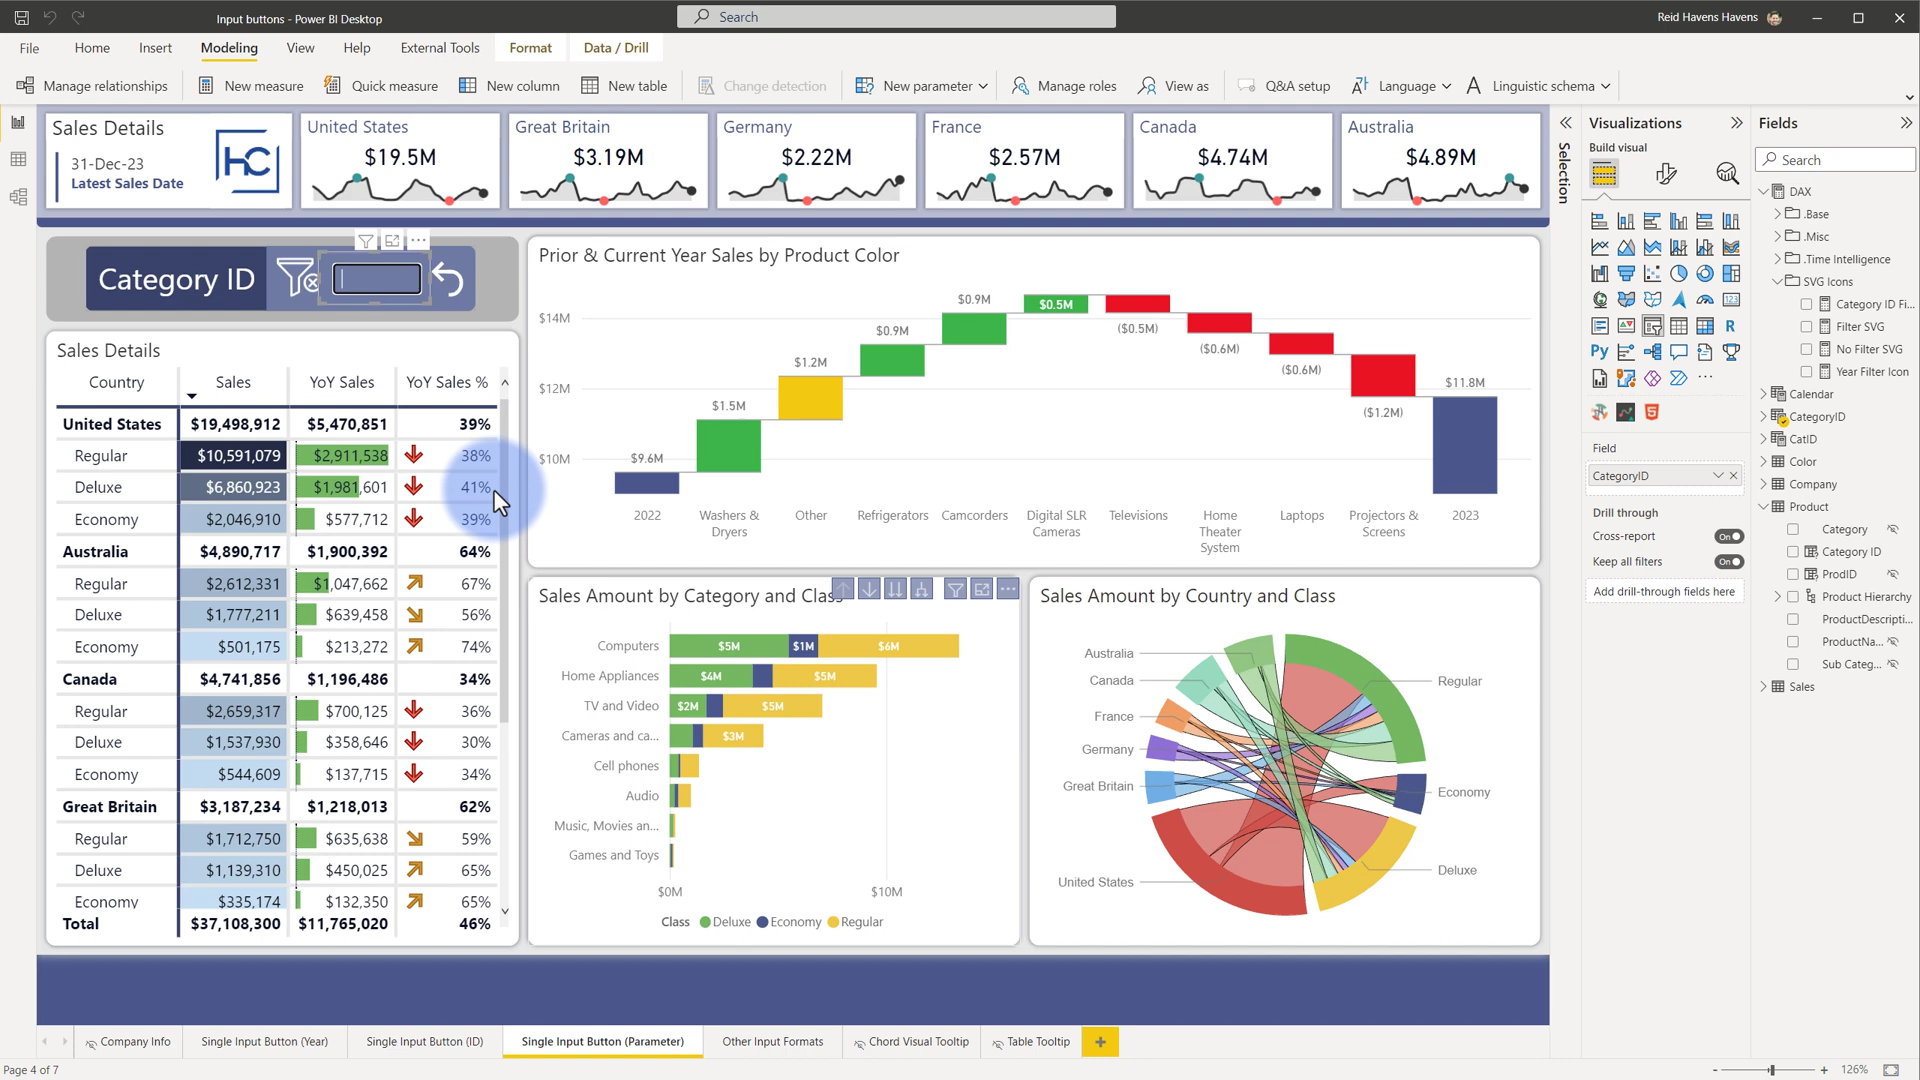 Input buttons - Power BI Desktop
Search
Reid Havens Havens
File Home Insert Modeling View Help External Tools Format Data / Drill
Manage relationships New measure Quick measure New column New table Change detection New parameter Manage roles View as Q&A setup Language Linguistic schema
Sales Details
31-Dec-23
Latest Sales Date
HC
United States
$19.5M
Great Britain
$3.19M
Germany
$2.22M
France
$2.57M
Canada
$4.74M
Australia
$4.89M
Category ID
Sales Details
Country Sales YoY Sales YoY Sales %
United States $19,498,912 $5,470,851 39%
Regular $10,591,079 $2,911,538 38%
Deluxe $6,860,923 $1,981,601 41%
Economy $2,046,910 $577,712 39%
Australia $4,890,717 $1,900,392 64%
Regular $2,612,331 $1,047,662 67%
Deluxe $1,777,211 $639,458 56%
Economy $501,175 $213,272 74%
Canada $4,741,856 $1,196,486 34%
Regular $2,659,317 $700,125 36%
Deluxe $1,537,930 $358,646 30%
Economy $544,609 $137,715 34%
Great Britain $3,187,234 $1,218,013 62%
Regular $1,712,750 $635,638 59%
Deluxe $1,139,310 $450,025 65%
Economy $335,174 $132,350 65%
Total $37,108,300 $11,765,020 46%
Prior & Current Year Sales by Product Color
$14M
$12M
$10M
$9.6M
$1.5M
$1.2M
$0.9M
$0.9M
$0.5M
($0.5M)
($0.6M)
($0.6M)
($1.2M)
$11.8M
2022
Washers &
Dryers
Other
Refrigerators
Camcorders
Digital SLR
Cameras
Televisions
Home
Theater
System
Laptops
Projectors &
Screens
2023
Sales Amount by Category and Class
Computers $5M $1M $6M
Home Appliances $4M $5M
TV and Video $2M $5M
Cameras and ca... $3M
Cell phones
Audio
Music, Movies an...
Games and Toys
$0M $10M
Class Deluxe Economy Regular
Sales Amount by Country and Class
Australia
Canada
France
Germany
Great Britain
United States
Regular
Economy
Deluxe
Selection
Visualizations
Build visual
123
R
Py
Field
CategoryID
Drill through
Cross-report On
Keep all filters On
Add drill-through fields here
Fields
Search
DAX
.Base
.Misc
.Time Intelligence
SVG Icons
Category ID Fi...
Filter SVG
No Filter SVG
Year Filter Icon
Calendar
CategoryID
CatID
Color
Company
Product
Category
Category ID
ProdID
Product Hierarchy
ProductDescripti...
ProductNa...
Sub Categ...
Sales
Company Info Single Input Button (Year) Single Input Button (ID) Single Input Button (Parameter) Other Input Formats Chord Visual Tooltip Table Tooltip +
Page 4 of 7
- + 126%